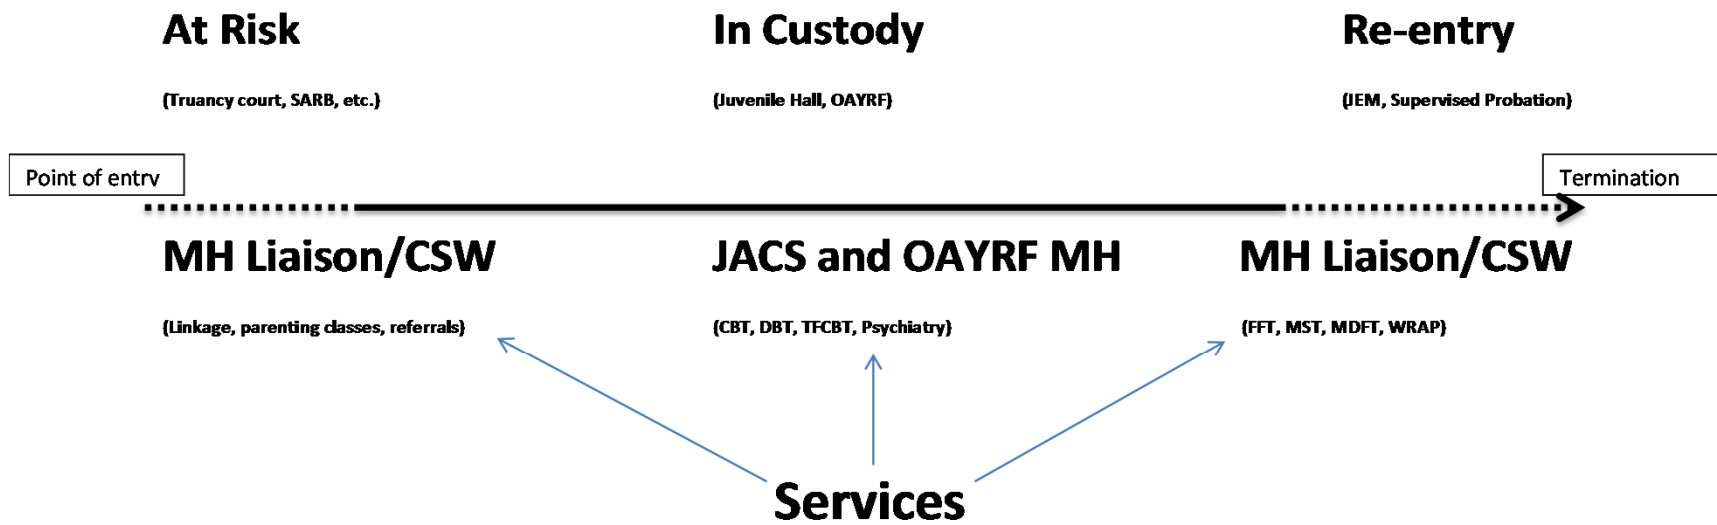 At Risk
In Custody
Re-entry
(Truancy court, SARB, etc.)
(Juvenile Hall, OAYRF)
(JEM, Supervised Probation)
Point of entry
Termination
MH Liaison/CSW
JACS and OAYRF MH
MH Liaison/CSW
(Linkage, parenting classes, referrals)
(CBT, DBT, TFCBT, Psychiatry)
(FFT, MST, MDFT, WRAP)
Services